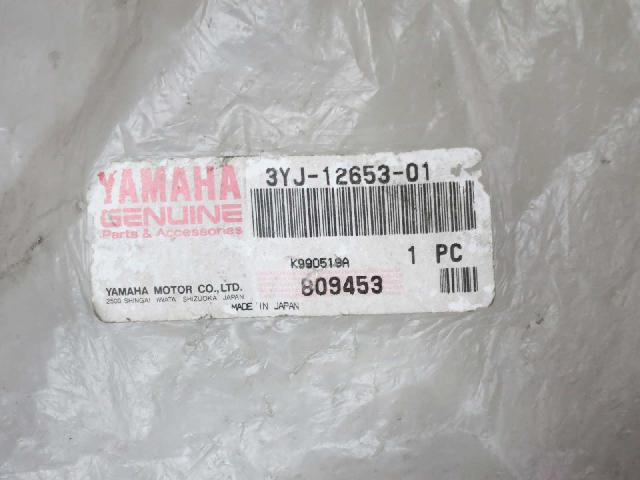 YAMAHA
GENUINE
Parts & Accessories
3YJ-12653-01
K990519A
1 PC
YAMAHA MOTOR CO.,LTD.
2500 SHINGAI IWATA SHIZUOKA JAPAN
809453
MADE IN JAPAN